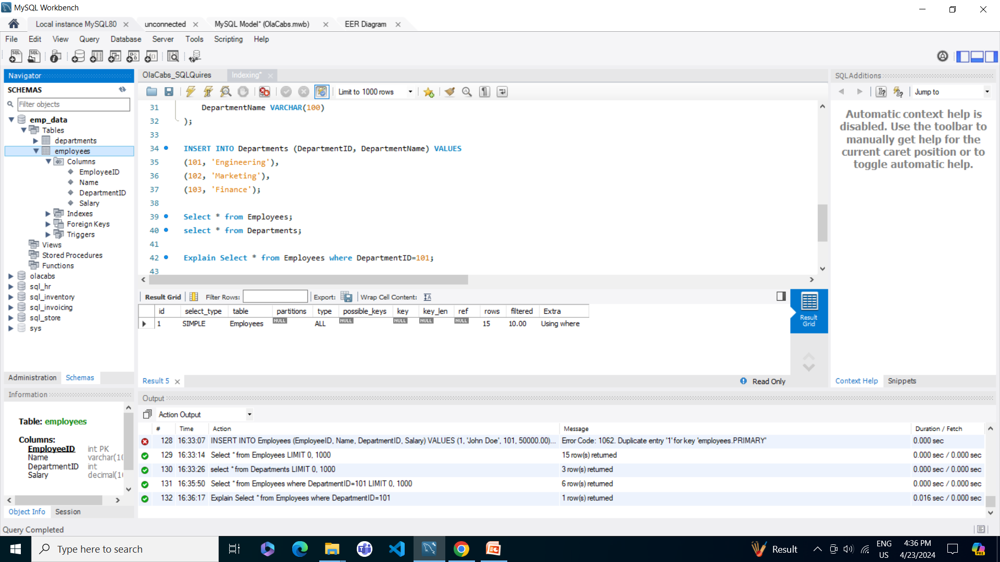 MySQL Workbench
Local instance MySQL80
unconnected
MySQL Model* (OlaCabs.mwb)
EER Diagram
File Edit View Query Database Server Tools Scripting Help
Navigator
SCHEMAS
Filter objects
emp_data
Tables
departments
employees
Columns
EmployeeID
Name
DepartmentID
Salary
Indexes
Foreign Keys
Triggers
Views
Stored Procedures
Functions
olacabs
sql_hr
sql_inventory
sql_invoicing
sql_store
sys
Administration Schemas
Information
Table: employees
Columns:
EmployeeID int PK
Name varchar(10
DepartmentID int
Salary decimal(10
Object Info Session
Query Completed
OlaCabs_SQLQuires Indexing*
Limit to 1000 rows
31 DepartmentName VARCHAR(100)
32 );
33
34 INSERT INTO Departments (DepartmentID, DepartmentName) VALUES
35 (101, 'Engineering'),
36 (102, 'Marketing'),
37 (103, 'Finance');
38
39 Select * from Employees;
40 select * from Departments;
41
42 Explain Select * from Employees where DepartmentID=101;
43
Result Grid Filter Rows: Export: Wrap Cell Content:
id select_type table partitions type possible_keys key key_len ref rows filtered Extra
1 SIMPLE Employees NULL ALL NULL NULL NULL NULL 15 10.00 Using where
Result Grid
Result 5
Read Only
Output
Action Output
# Time Action Message Duration / Fetch
128 16:33:07 INSERT INTO Employees (EmployeeID, Name, DepartmentID, Salary) VALUES (1, 'John Doe', 101, 50000.00)... Error Code: 1062. Duplicate entry '1' for key 'employees.PRIMARY' 0.000 sec
129 16:33:14 Select * from Employees LIMIT 0, 1000 15 row(s) returned 0.000 sec / 0.000 sec
130 16:33:26 select * from Departments LIMIT 0, 1000 3 row(s) returned 0.000 sec / 0.000 sec
131 16:35:50 Select * from Employees where DepartmentID=101 LIMIT 0, 1000 6 row(s) returned 0.000 sec / 0.000 sec
132 16:36:17 Explain Select * from Employees where DepartmentID=101 1 row(s) returned 0.016 sec / 0.000 sec
SQLAdditions
Jump to
Automatic context help is
disabled. Use the toolbar to
manually get help for the
current caret position or to
toggle automatic help.
Context Help Snippets
Type here to search
Result
ENG
US
4:36 PM
4/23/2024